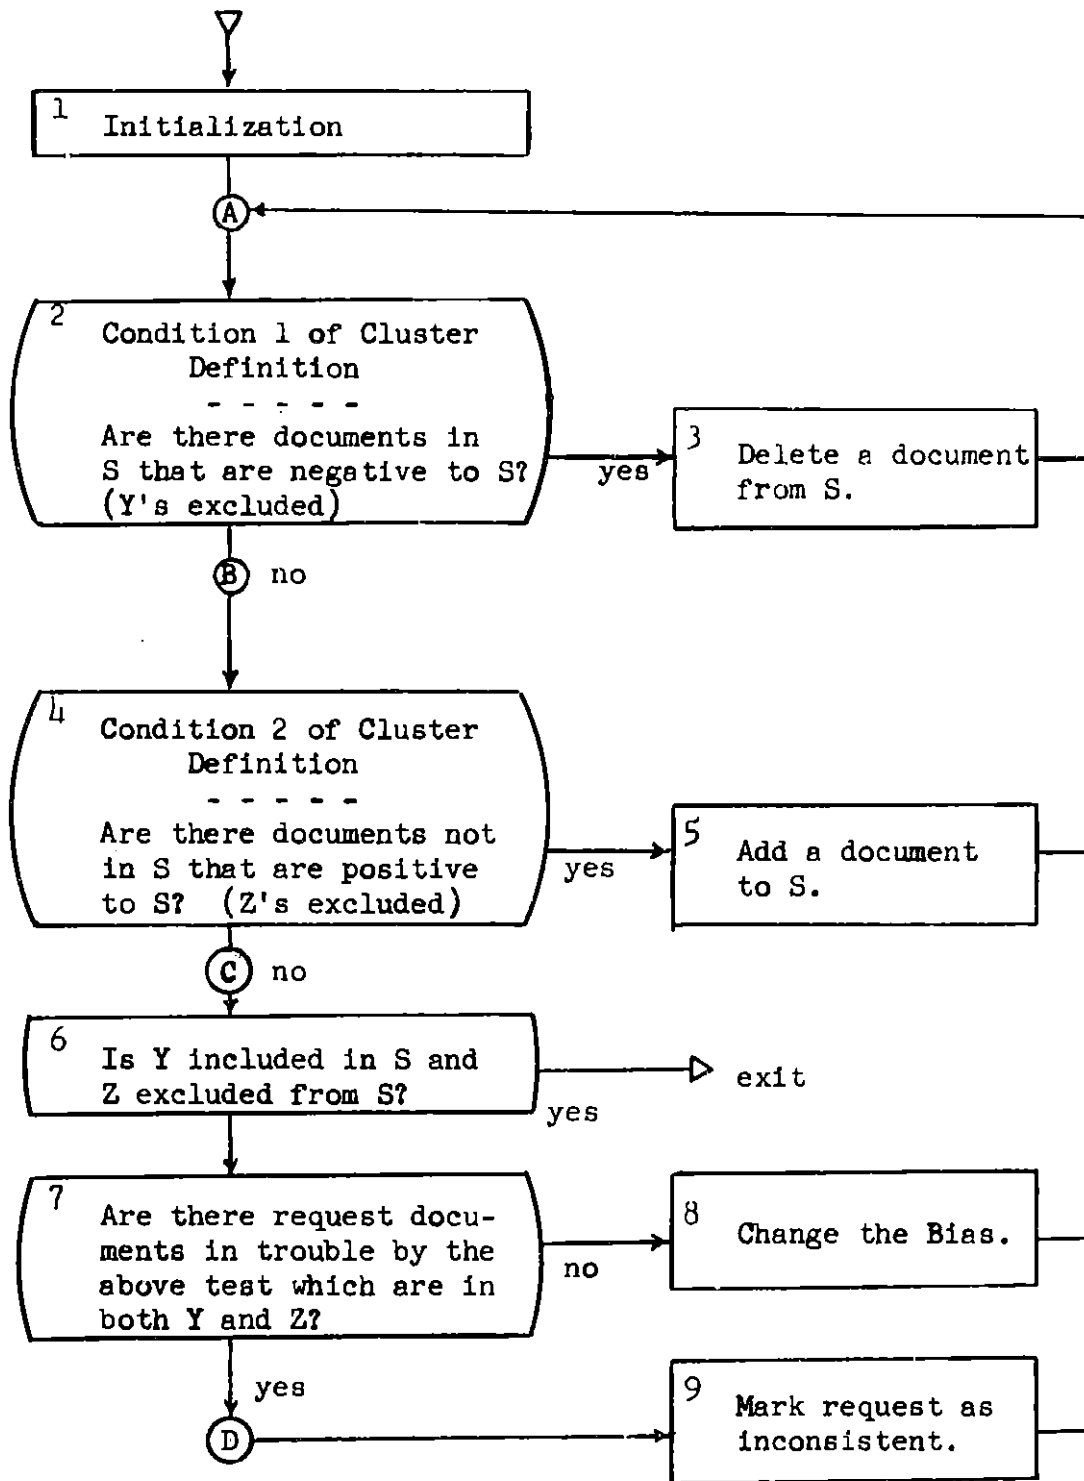 1
Initialization
A
2
Condition 1 of Cluster
Definition
- - - - -
Are there documents in
S that are negative to S?
(Y's excluded)
yes
3
Delete a document
from S.
B no
4
Condition 2 of Cluster
Definition
- - - - -
Are there documents not
in S that are positive
to S? (Z's excluded)
yes
5
Add a document
to S.
C no
6
Is Y included in S and
Z excluded from S?
yes
exit
7
Are there request docu-
ments in trouble by the
above test which are in
both Y and Z?
no
8
Change the Bias.
yes
D
9
Mark request as
inconsistent.